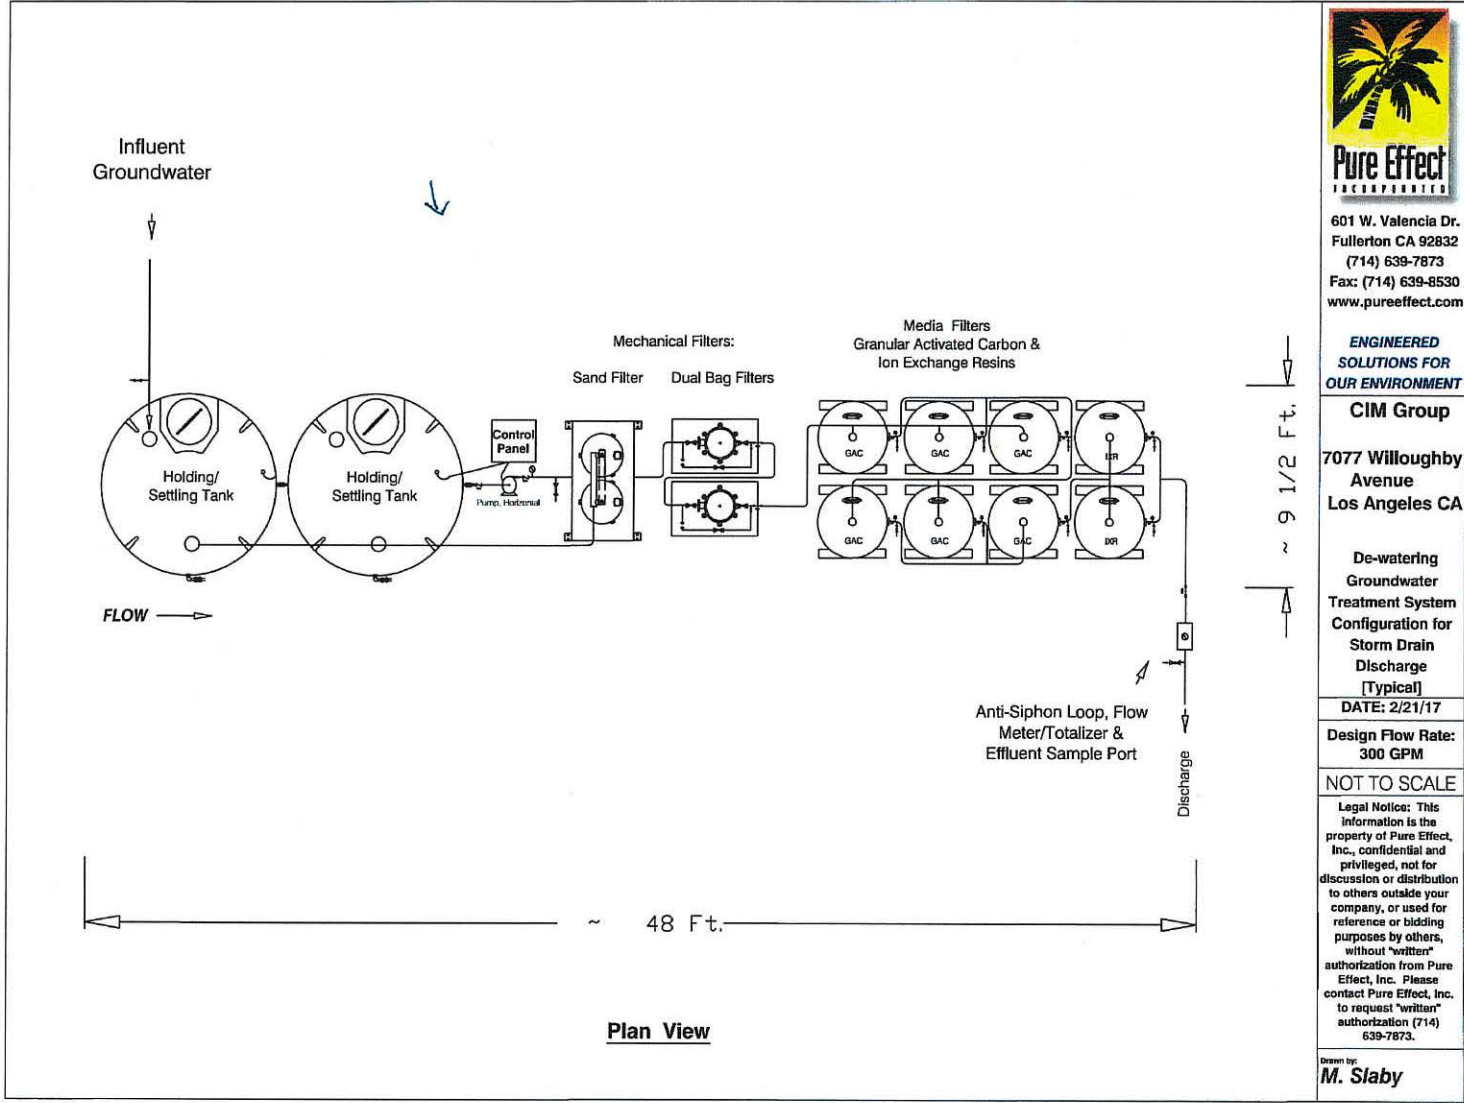 Influent
Groundwater
Mechanical Filters:
Sand Filter
Dual Bag Filters
Media Filters
Granular Activated Carbon &
Ion Exchange Resins
Holding/
Settling Tank
Holding/
Settling Tank
Control
Panel
Pump, Horizontal
GAC
GAC
GAC
IXR
GAC
GAC
GAC
IXR
FLOW
~ 9 1/2 Ft.
Anti-Siphon Loop, Flow
Meter/Totalizer &
Effluent Sample Port
Discharge
~ 48 Ft.
Plan View
Pure Effect
INCORPORATED
601 W. Valencia Dr.
Fullerton CA 92832
(714) 639-7873
Fax: (714) 639-8530
www.pureeffect.com
ENGINEERED
SOLUTIONS FOR
OUR ENVIRONMENT
CIM Group
7077 Willoughby
Avenue
Los Angeles CA
De-watering
Groundwater
Treatment System
Configuration for
Storm Drain
Discharge
[Typical]
DATE: 2/21/17
Design Flow Rate:
300 GPM
NOT TO SCALE
Legal Notice: This
information is the
property of Pure Effect,
Inc., confidential and
privileged, not for
discussion or distribution
to others outside your
company, or used for
reference or bidding
purposes by others,
without "written"
authorization from Pure
Effect, Inc. Please
contact Pure Effect, Inc.
to request "written"
authorization (714)
639-7873.
Drawn by:
M. Slaby